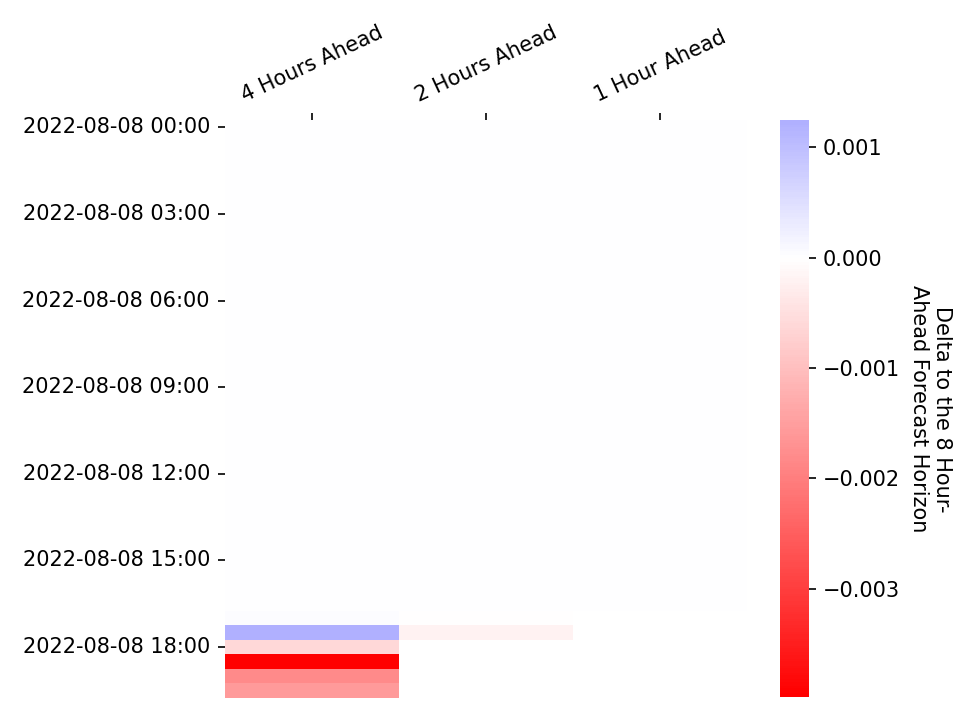 4 Hours Ahead
2 Hours Ahead
1 Hour Ahead
2022-08-08 00:00
2022-08-08 03:00
2022-08-08 06:00
2022-08-08 09:00
2022-08-08 12:00
2022-08-08 15:00
2022-08-08 18:00
0.001
0.000
−0.001
−0.002
−0.003
Delta to the 8 Hour-
Ahead Forecast Horizon